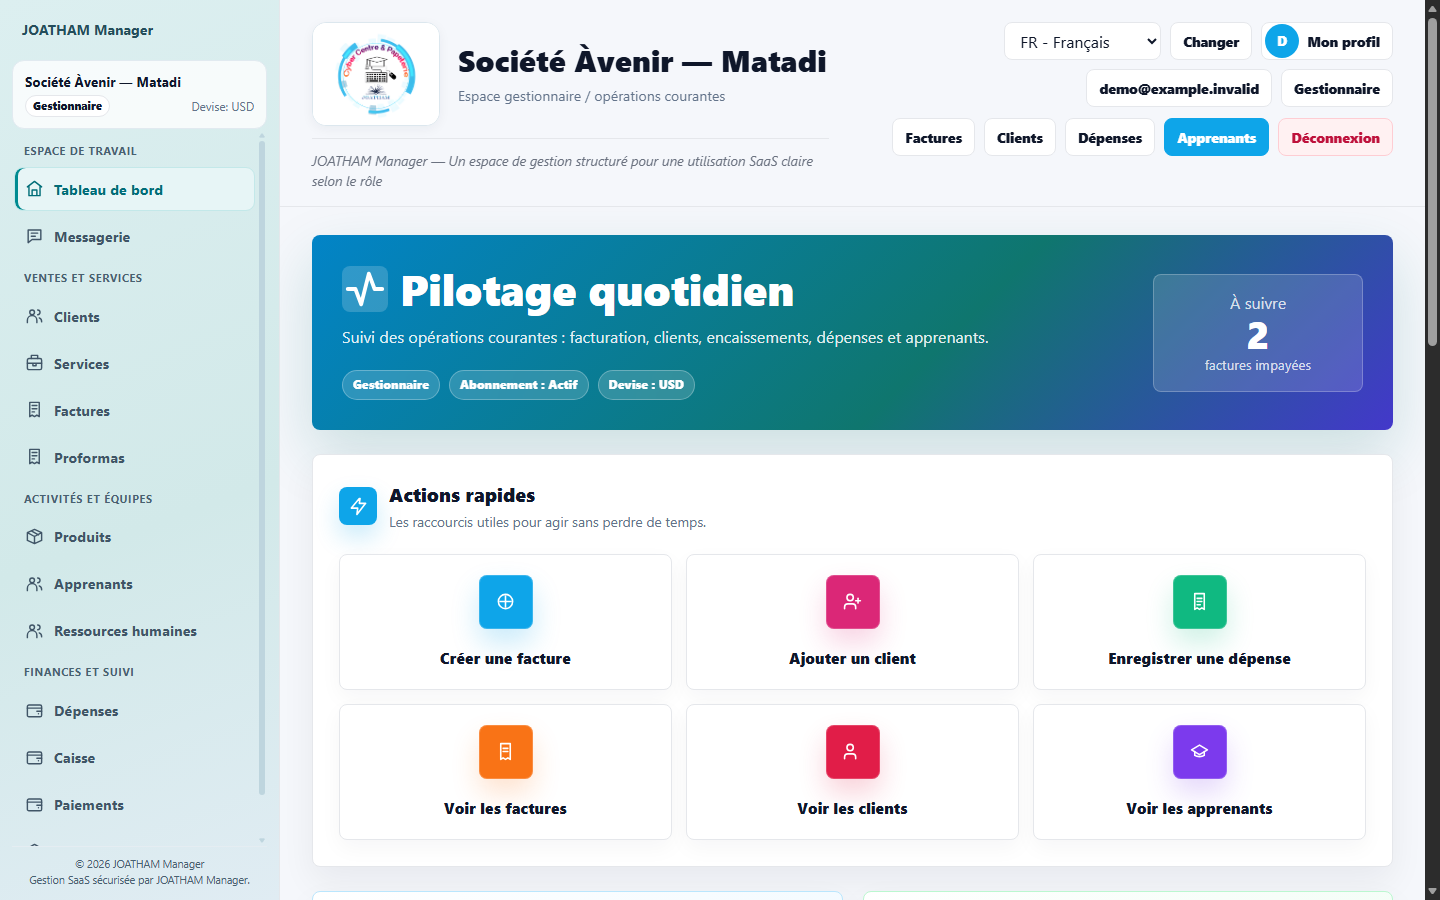 JOATHAM Manager
Société Àvenir — Matadi
Gestionnaire
Devise: USD
ESPACE DE TRAVAIL
Tableau de bord
Messagerie
VENTES ET SERVICES
Clients
Services
Factures
Proformas
ACTIVITÉS ET ÉQUIPES
Produits
Apprenants
Ressources humaines
FINANCES ET SUIVI
Dépenses
Caisse
Paiements
© 2026 JOATHAM Manager
Gestion SaaS sécurisée par JOATHAM Manager.
Cyber Centre & Papeterie
JOATHAM
Société Àvenir — Matadi
Espace gestionnaire / opérations courantes
JOATHAM Manager — Un espace de gestion structuré pour une utilisation SaaS claire
selon le rôle
FR - Français
Changer
D
Mon profil
demo@example.invalid
Gestionnaire
Factures
Clients
Dépenses
Apprenants
Déconnexion
Pilotage quotidien
Suivi des opérations courantes : facturation, clients, encaissements, dépenses et apprenants.
Gestionnaire
Abonnement : Actif
Devise : USD
À suivre
2
factures impayées
Actions rapides
Les raccourcis utiles pour agir sans perdre de temps.
Créer une facture
Ajouter un client
Enregistrer une dépense
Voir les factures
Voir les clients
Voir les apprenants